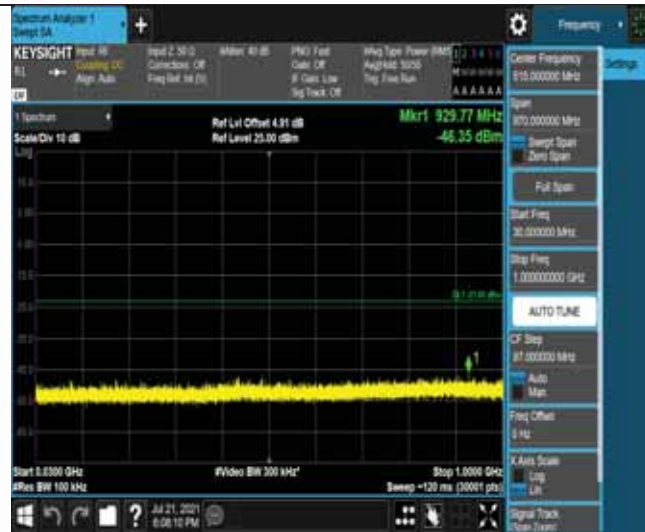 Spectrum Analyzer 1
Swept SA
Frequency
KEYSIGHT
Input: RF
Coupling: DC
Align: Auto
Input Z: 50 Ω
Corrections: Off
Freq Ref: Int (S)
#Atten: 40 dB
PNO: Fast
Gate: Off
IF Gain: Low
Sig Track: Off
#Avg Type: Power (RMS)
Avg|Hold: 50/50
Trig: Free Run
A A A A A A
1 Spectrum
Scale/Div 10 dB
Log
Ref Lvl Offset 4.91 dB
Ref Level 25.00 dBm
Mkr1 929.77 MHz
-46.35 dBm
1
Start 0.0300 GHz
#Res BW 100 kHz
#Video BW 300 kHz*
Stop 1.0000 GHz
Sweep ~120 ms (30001 pts)
Jul 21, 2021
6:08:10 PM
Center Frequency
515.000000 MHz
Settings
Span
970.000000 MHz
Swept Span
Zero Span
Full Span
Start Freq
30.000000 MHz
Stop Freq
1.000000000 GHz
AUTO TUNE
CF Step
97.000000 MHz
Auto
Man
Freq Offset
0 Hz
X Axis Scale
Log
Lin
Signal Track
(Span Zoom)